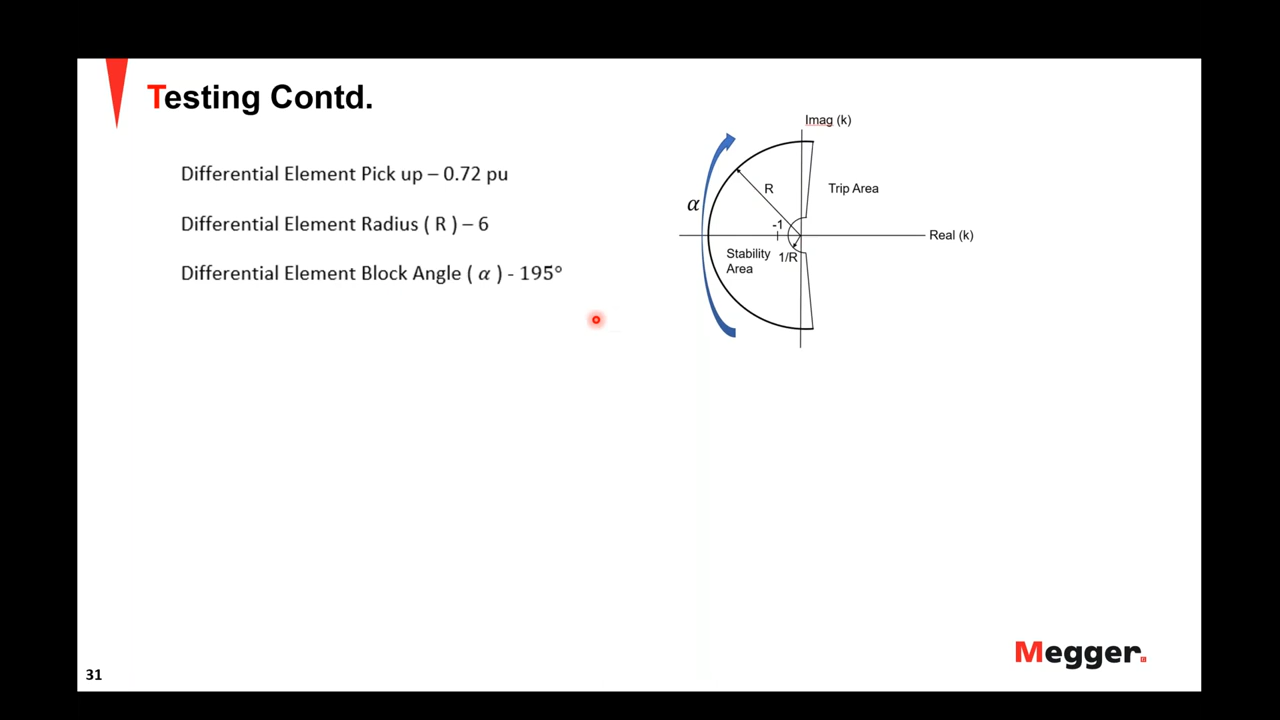 Testing Contd.
Differential Element Pick up – 0.72 pu
Differential Element Radius ( R ) – 6
Differential Element Block Angle ( α ) - 195°
Imag (k)
R
Trip Area
α
-1
Real (k)
Stability
Area
1/R
Megger
31